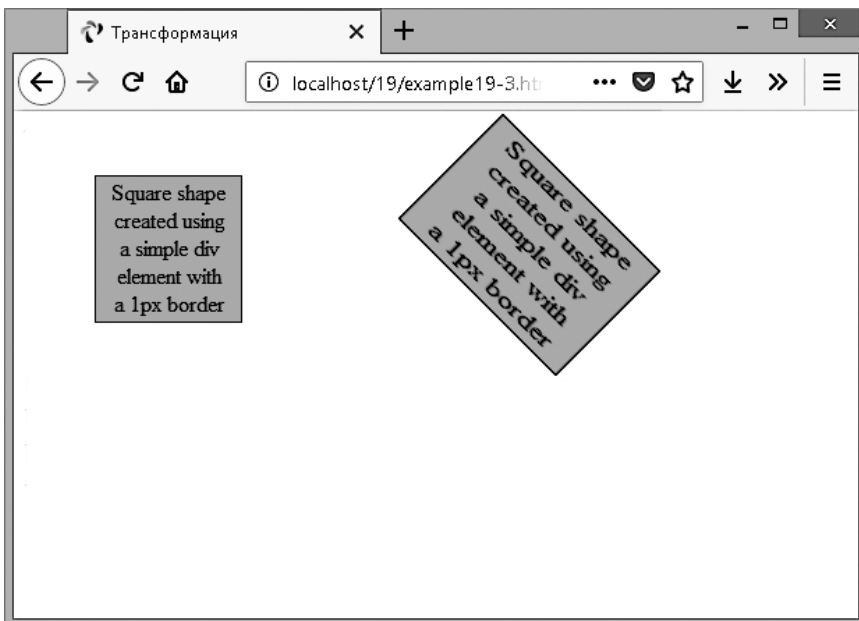 Трансформация
localhost/19/example19-3.ht
Square shape
created using
a simple div
element with
a 1px border
Square shape
created using
a simple div
element with
a 1px border